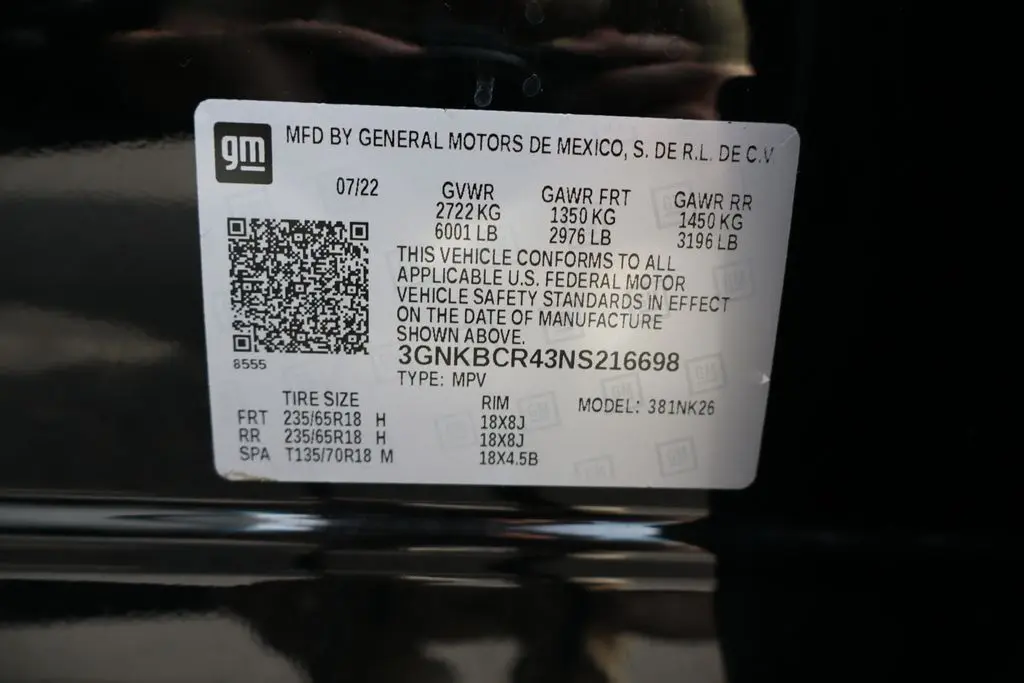 gm MFD BY GENERAL MOTORS DE MEXICO, S. DE R.L. DE C.V
07/22 GVWR GAWR FRT GAWR RR
2722 KG 1350 KG 1450 KG
6001 LB 2976 LB 3196 LB
THIS VEHICLE CONFORMS TO ALL
APPLICABLE U.S. FEDERAL MOTOR
VEHICLE SAFETY STANDARDS IN EFFECT
ON THE DATE OF MANUFACTURE
SHOWN ABOVE.
8555 3GNKBCR43NS216698
TYPE: MPV
TIRE SIZE RIM MODEL: 381NK26
FRT 235/65R18 H 18X8J
RR 235/65R18 H 18X8J
SPA T135/70R18 M 18X4.5B